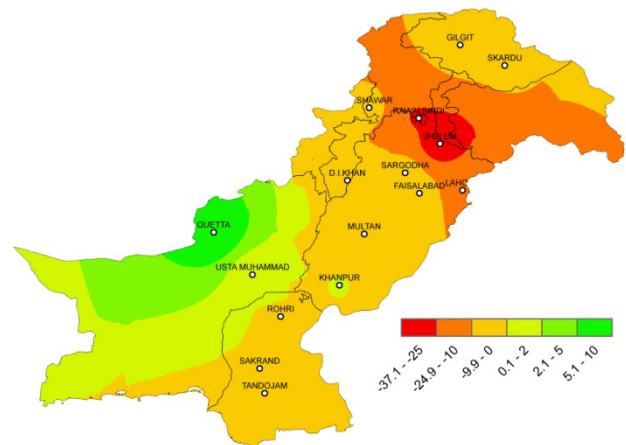 GILGIT
SKARDU
SHAWAR
RAWALPINDI
JHELUM
SARGODHA
D.I.KHAN
FAISALABAD
LAHO
QUETTA
MULTAN
USTA MUHAMMAD
KHANPUR
ROHRI
SAKRAND
TANDOJAM
-37.1 - -25
-24.9 - -10
-9.9 - 0
0.1 - 2
2.1 - 5
5.1 - 10